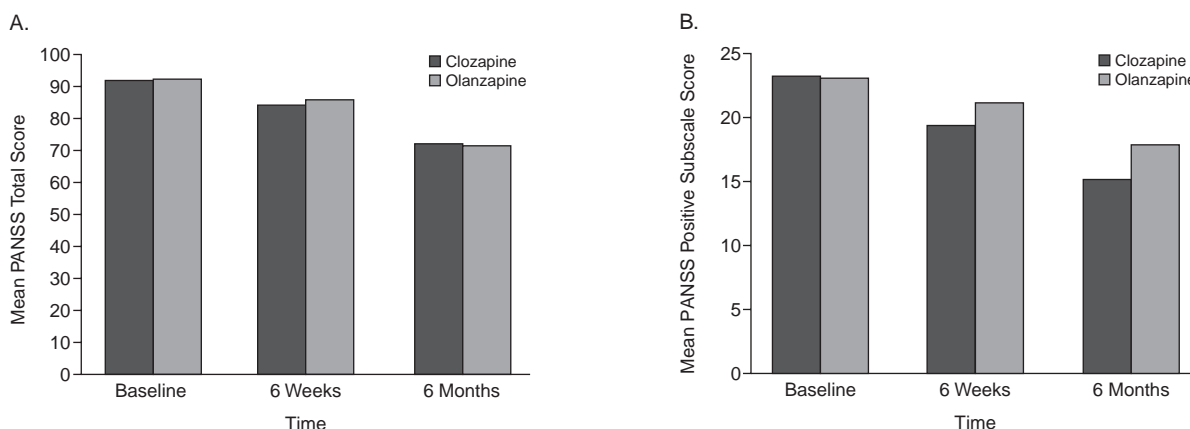 A.
Mean PANSS Total Score
100
90
80
70
60
50
40
30
20
10
0
Clozapine
Olanzapine
Baseline
6 Weeks
6 Months
Time
B.
Mean PANSS Positive Subscale Score
25
20
15
10
5
0
Clozapine
Olanzapine
Baseline
6 Weeks
6 Months
Time